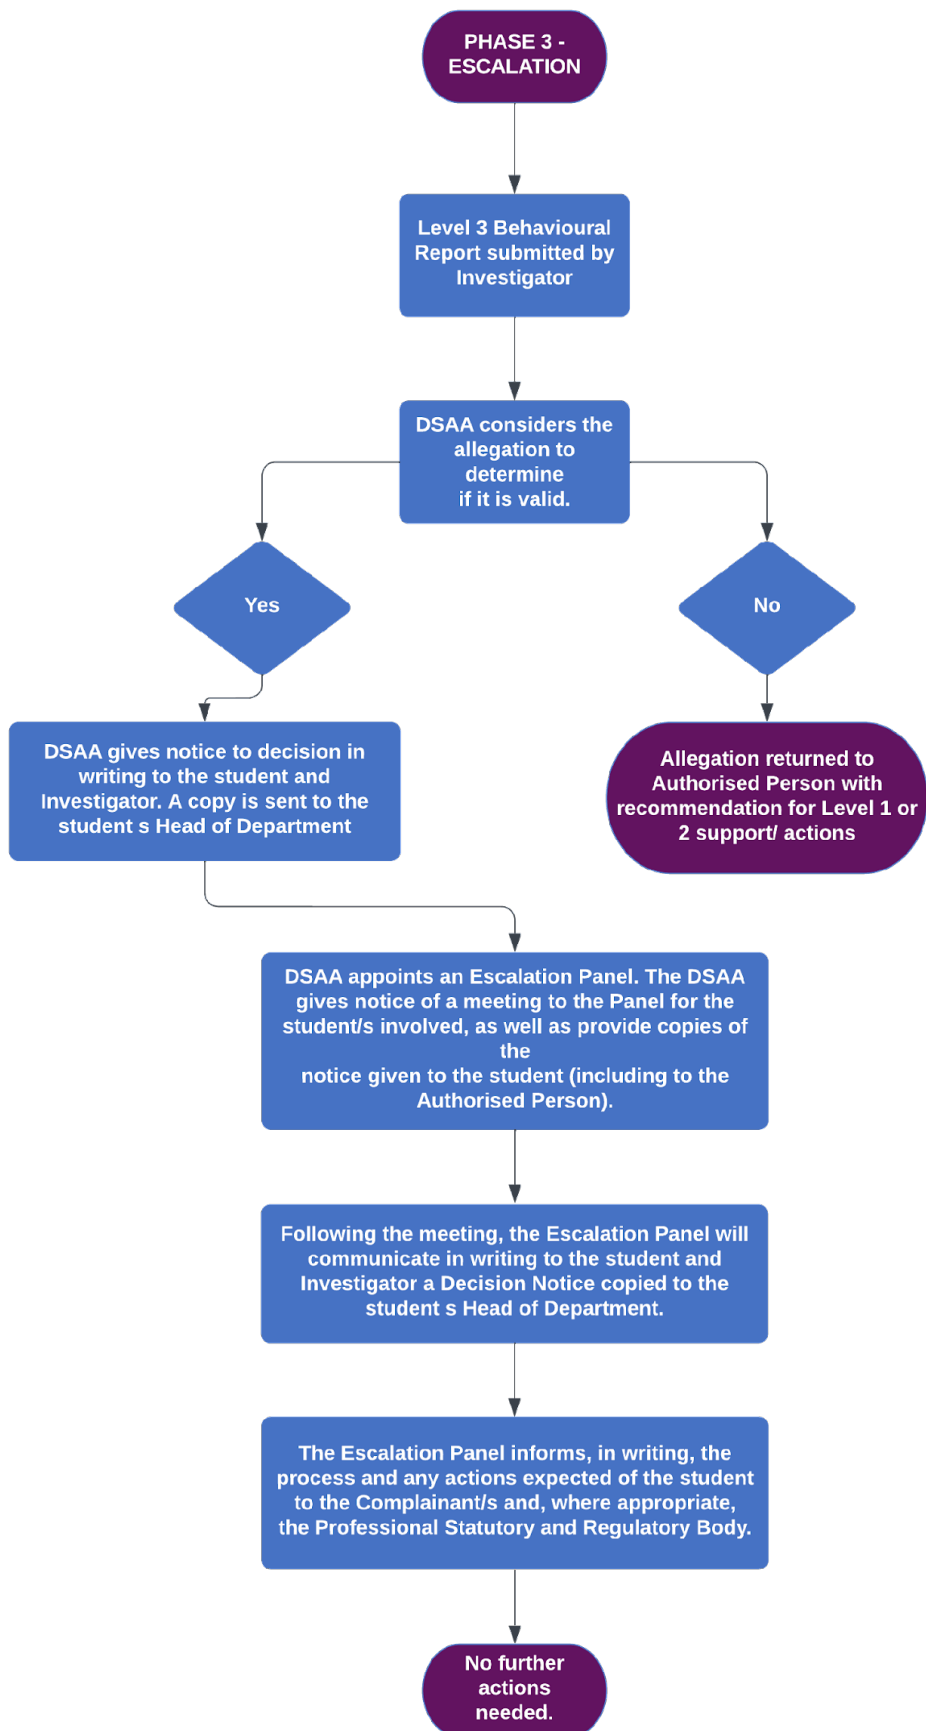 PHASE 3 -
ESCALATION
Level 3 Behavioural
Report submitted by
Investigator
DSAA considers the
allegation to
determine
if it is valid.
Yes
No
DSAA gives notice to decision in
writing to the student and
Investigator. A copy is sent to the
student s Head of Department
Allegation returned to
Authorised Person with
recommendation for Level 1 or
2 support/ actions
DSAA appoints an Escalation Panel. The DSAA
gives notice of a meeting to the Panel for the
student/s involved, as well as provide copies of
the
notice given to the student (including to the
Authorised Person).
Following the meeting, the Escalation Panel will
communicate in writing to the student and
Investigator a Decision Notice copied to the
student s Head of Department.
The Escalation Panel informs, in writing, the
process and any actions expected of the student
to the Complainant/s and, where appropriate,
the Professional Statutory and Regulatory Body.
No further
actions
needed.